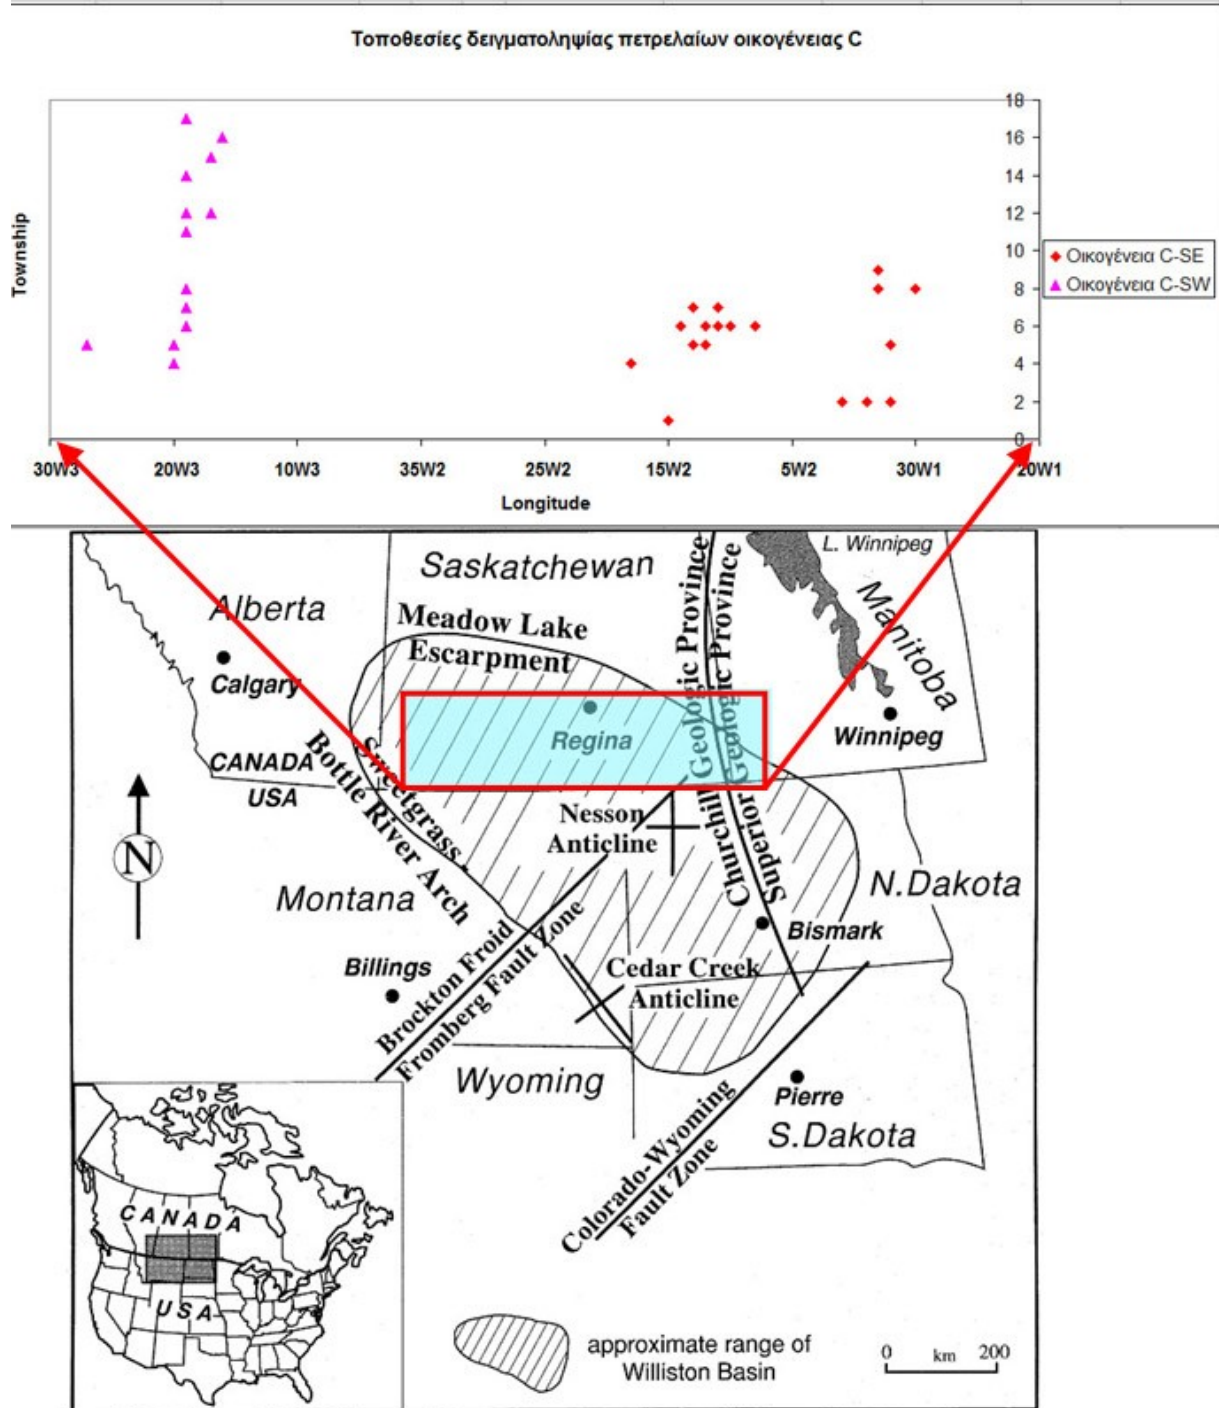 Τοποθεσίες δειγματοληψίας πετρελαίων οικογένειας C
18
16
14
12
10
8
6
4
2
0
Township
Οικογένεια C-SE
Οικογένεια C-SW
30W3 20W3 10W3 35W2 25W2 15W2 5W2 30W1 20W1
Longitude
L. Winnipeg
Saskatchewan
Alberta
Manitoba
Meadow Lake
Escarpment
Churchill Geologic Province
Superior Geologic Province
Calgary
Regina
Winnipeg
CANADA
USA
Sweetgrass
Bottle River Arch
Nesson
Anticline
N
Montana
N.Dakota
Bismark
Billings
Brockton Froid
Fromberg Fault Zone
Cedar Creek
Anticline
Wyoming
Pierre
S.Dakota
Colorado-Wyoming
Fault Zone
CANADA
USA
approximate range of
Williston Basin
0 km 200